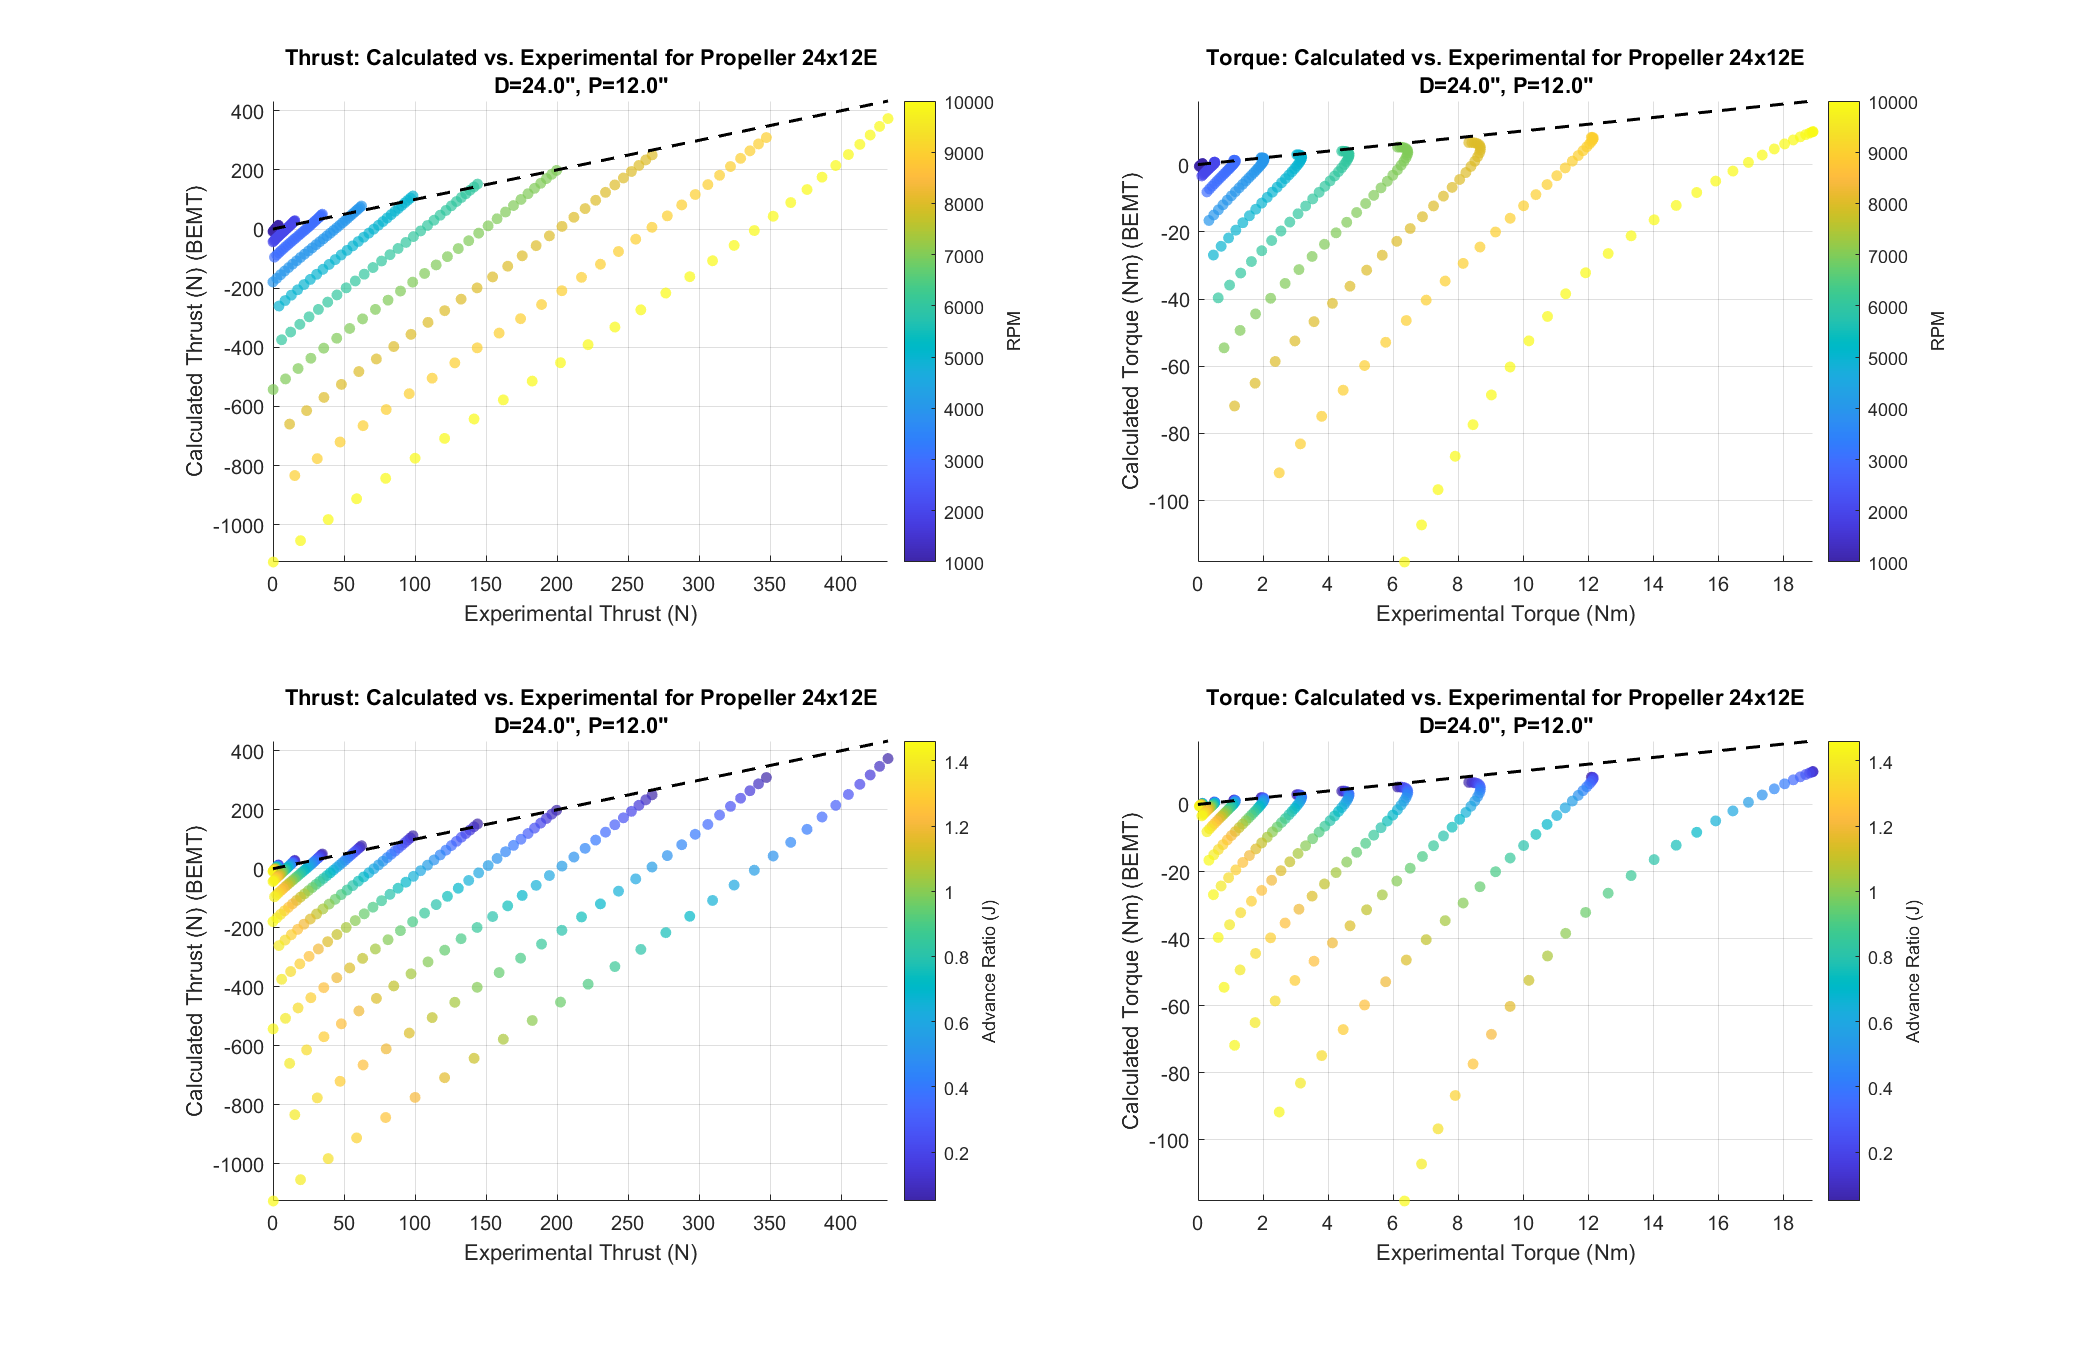 Thrust: Calculated vs. Experimental for Propeller 24x12E
D=24.0", P=12.0"
400
200
0
-200
-400
-600
-800
-1000
Calculated Thrust (N) (BEMT)
0 50 100 150 200 250 300 350 400
Experimental Thrust (N)
10000
9000
8000
7000
6000
5000
4000
3000
2000
1000
RPM
Torque: Calculated vs. Experimental for Propeller 24x12E
D=24.0", P=12.0"
0
-20
-40
-60
-80
-100
Calculated Torque (Nm) (BEMT)
0 2 4 6 8 10 12 14 16 18
Experimental Torque (Nm)
10000
9000
8000
7000
6000
5000
4000
3000
2000
1000
RPM
Thrust: Calculated vs. Experimental for Propeller 24x12E
D=24.0", P=12.0"
400
200
0
-200
-400
-600
-800
-1000
Calculated Thrust (N) (BEMT)
0 50 100 150 200 250 300 350 400
Experimental Thrust (N)
1.4
1.2
1
0.8
0.6
0.4
0.2
Advance Ratio (J)
Torque: Calculated vs. Experimental for Propeller 24x12E
D=24.0", P=12.0"
0
-20
-40
-60
-80
-100
Calculated Torque (Nm) (BEMT)
0 2 4 6 8 10 12 14 16 18
Experimental Torque (Nm)
1.4
1.2
1
0.8
0.6
0.4
0.2
Advance Ratio (J)